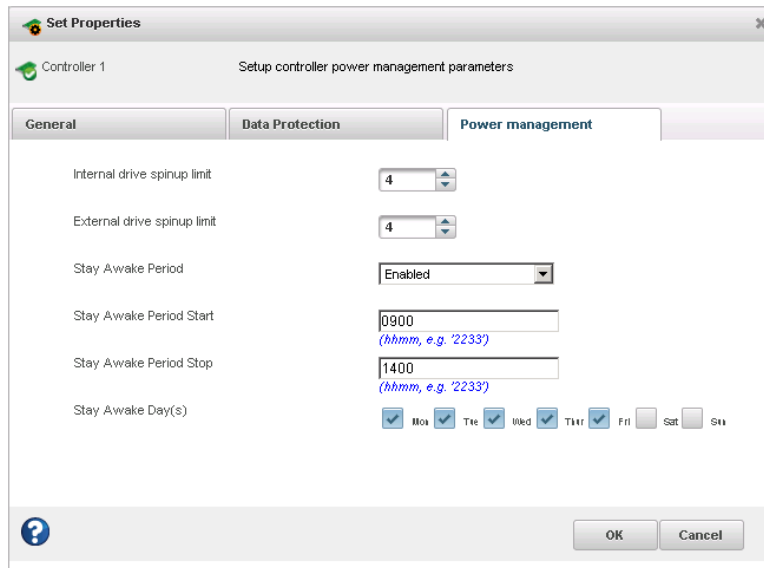 Set Properties
Controller 1 Setup controller power management parameters
General Data Protection Power management
Internal drive spinup limit 4
External drive spinup limit 4
Stay Awake Period Enabled
Stay Awake Period Start 0900
(hhmm, e.g. '2233')
Stay Awake Period Stop 1400
(hhmm, e.g. '2233')
Stay Awake Day(s) Mon Tue Wed Thur Fri Sat Sun
? OK Cancel